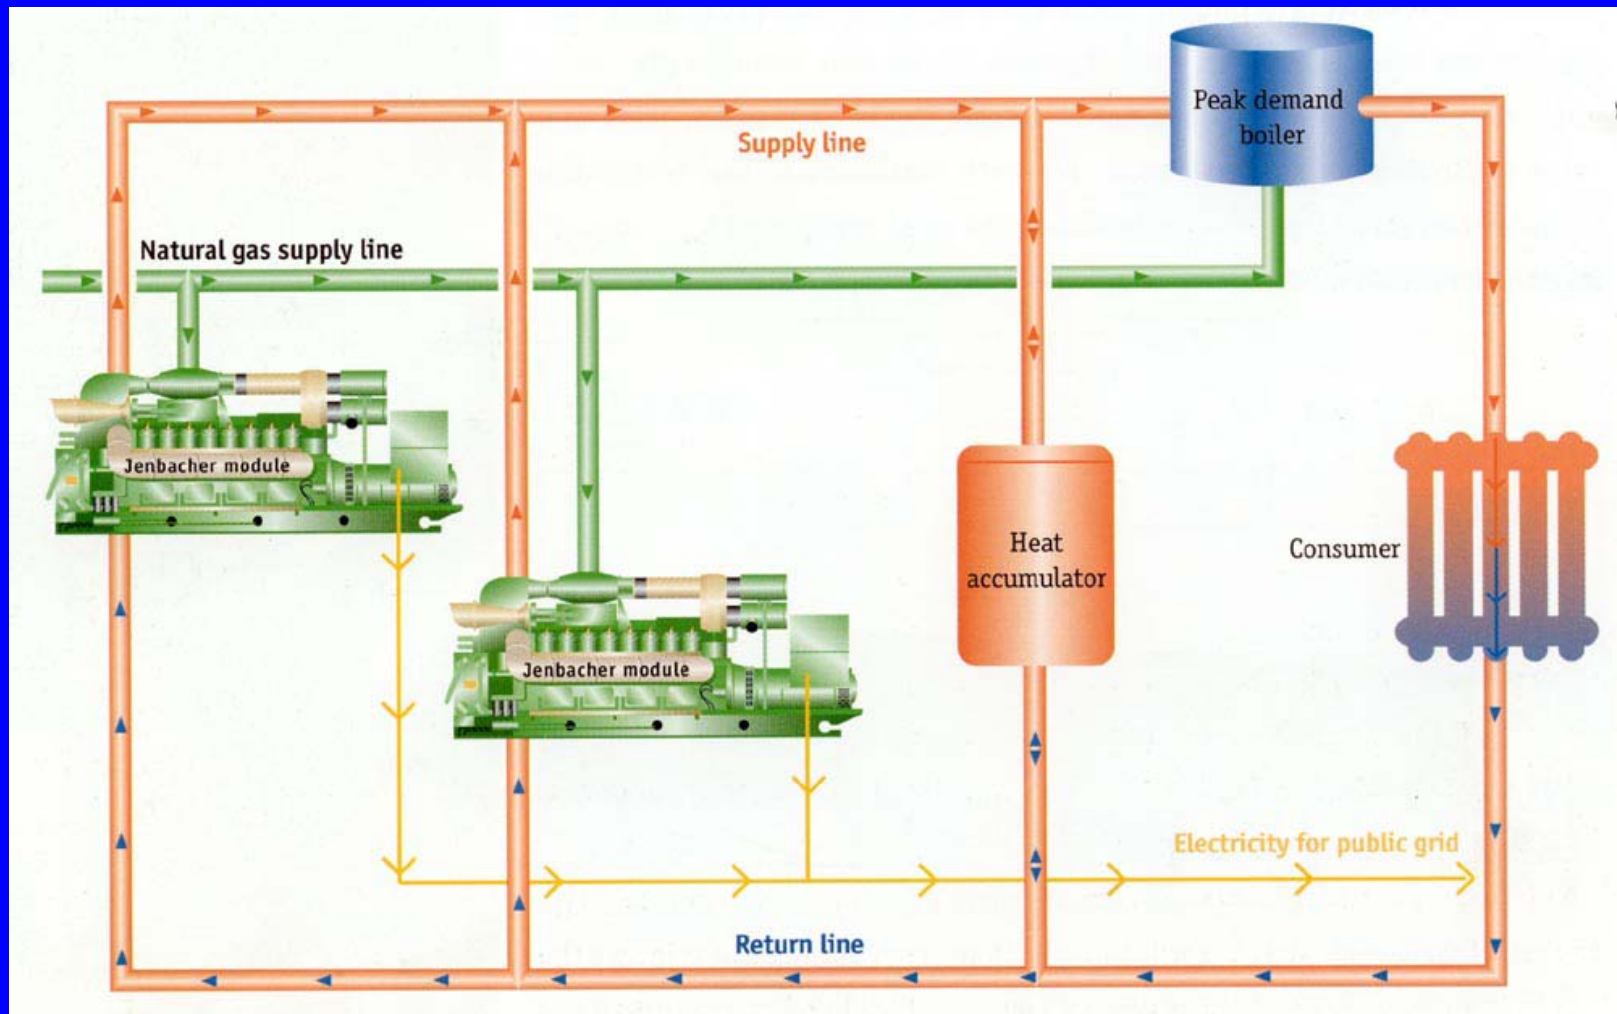 Peak demand
boiler
Supply line
Natural gas supply line
Jenbacher module
Heat
accumulator
Consumer
Jenbacher module
Electricity for public grid
Return line